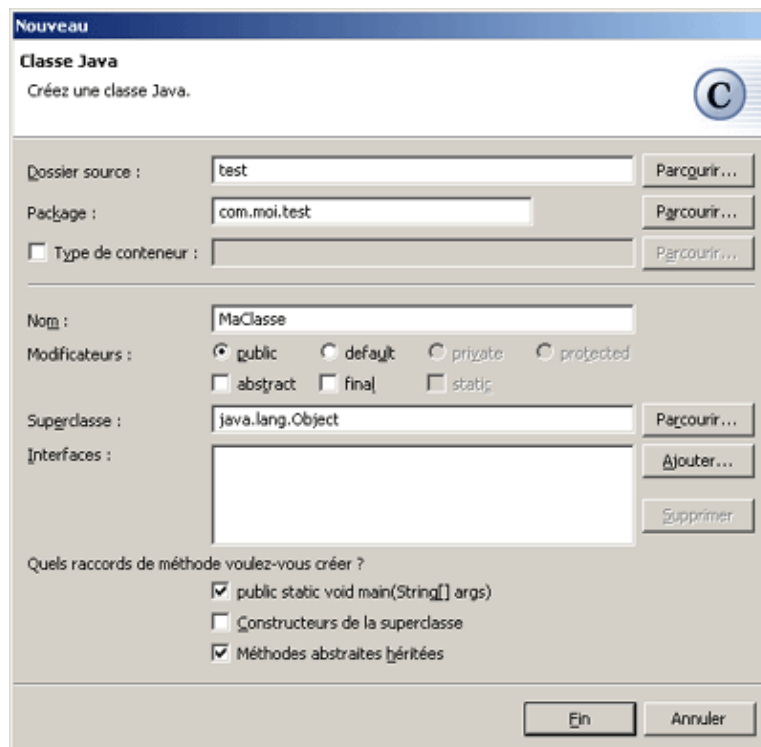 Nouveau
Classe Java
Créez une classe Java.
C
Dossier source : test Parcourir...
Package : com.moi.test Parcourir...
Type de conteneur : Parcourir...
Nom : MaClasse
Modificateurs : public default private protected
abstract final static
Superclasse : java.lang.Object Parcourir...
Interfaces : Ajouter...
Supprimer
Quels raccords de méthode voulez-vous créer ?
public static void main(String[] args)
Constructeurs de la superclasse
Méthodes abstraites héritées
Fin Annuler